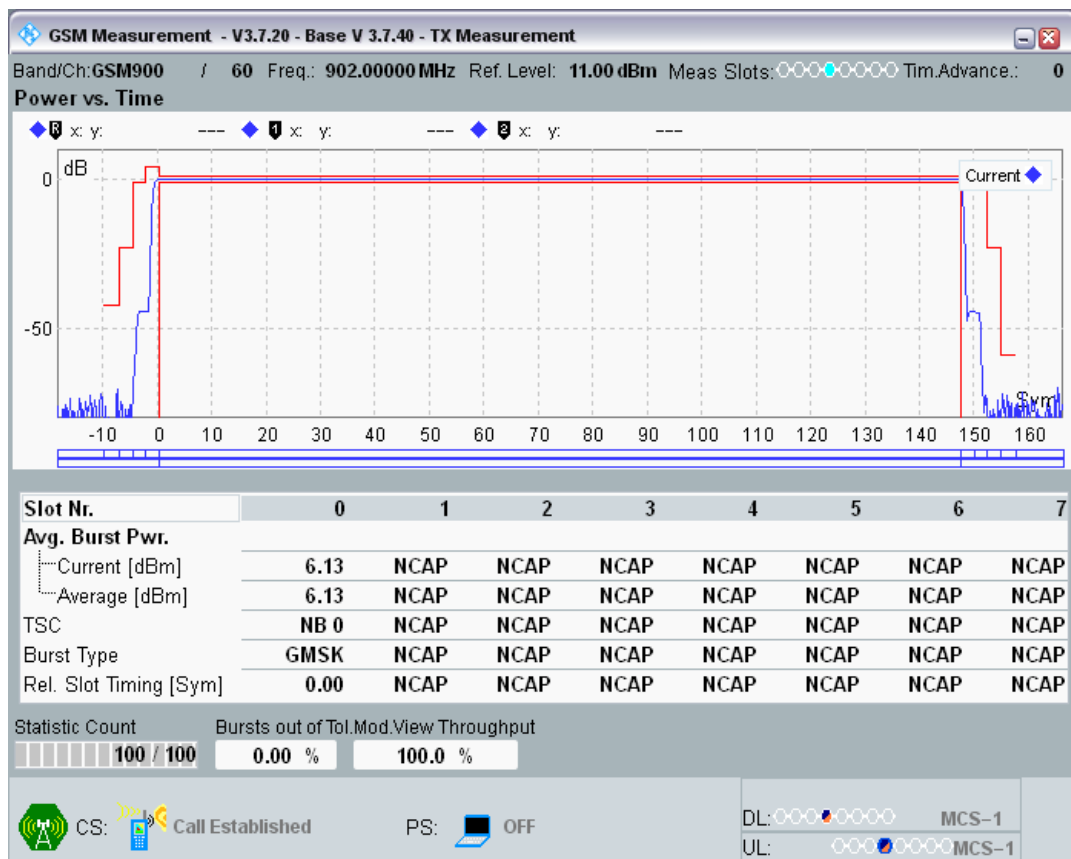 GSM Measurement - V3.7.20 - Base V 3.7.40 - TX Measurement
Band/Ch:GSM900 / 60 Freq.: 902.00000 MHz Ref. Level: 11.00 dBm Meas Slots: Tim.Advance.: 0
Power vs. Time
R x: y: --- 1 x: y: --- 2 x: y: ---
dB
Current
0
-50
Sym
-10 0 10 20 30 40 50 60 70 80 90 100 110 120 130 140 150 160
Slot Nr. 0 1 2 3 4 5 6 7
Avg. Burst Pwr.
Current [dBm] 6.13 NCAP NCAP NCAP NCAP NCAP NCAP NCAP
Average [dBm] 6.13 NCAP NCAP NCAP NCAP NCAP NCAP NCAP
TSC NB 0 NCAP NCAP NCAP NCAP NCAP NCAP NCAP
Burst Type GMSK NCAP NCAP NCAP NCAP NCAP NCAP NCAP
Rel. Slot Timing [Sym] 0.00 NCAP NCAP NCAP NCAP NCAP NCAP NCAP
Statistic Count Bursts out of Tol. Mod.View Throughput
100 / 100 0.00 % 100.0 %
CS: Call Established PS: OFF DL: MCS-1
UL: MCS-1